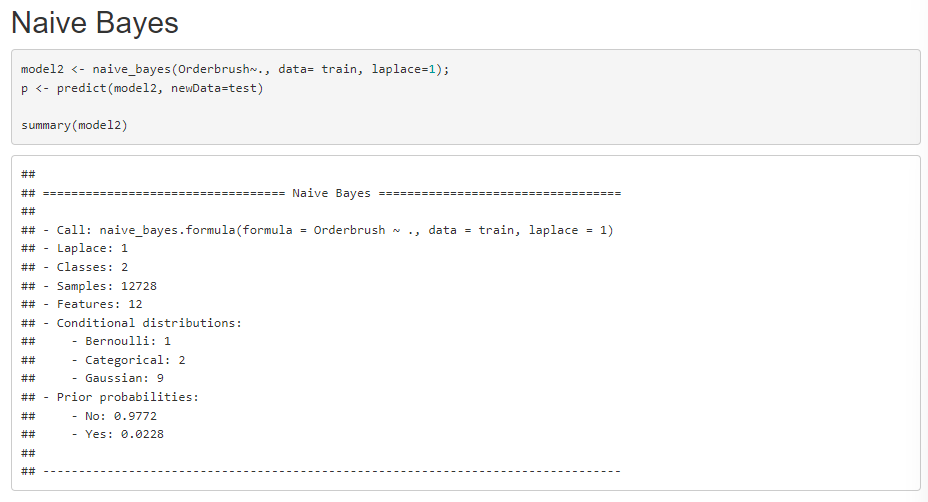 Naive Bayes
model2 <- naive_bayes(Orderbrush~., data= train, laplace=1);
p <- predict(model2, newData=test)
summary(model2)
##
## ================================== Naive Bayes ==================================
##
## - Call: naive_bayes.formula(formula = Orderbrush ~ ., data = train, laplace = 1)
## - Laplace: 1
## - Classes: 2
## - Samples: 12728
## - Features: 12
## - Conditional distributions:
##     - Bernoulli: 1
##     - Categorical: 2
##     - Gaussian: 9
## - Prior probabilities:
##     - No: 0.9772
##     - Yes: 0.0228
##
## ---------------------------------------------------------------------------------